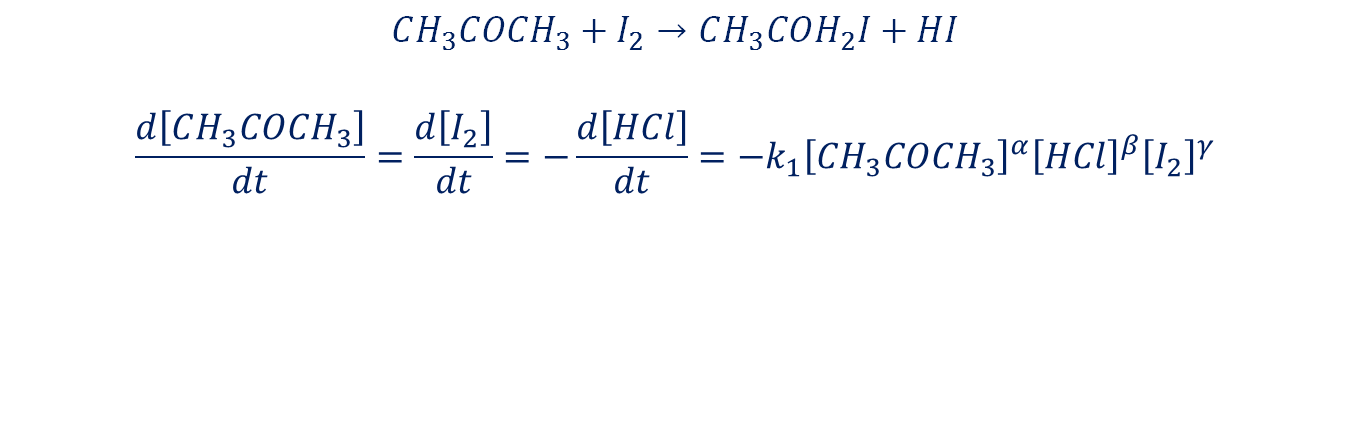 CH₃COCH₃ + I₂ → CH₃COH₂I + HI
d[CH₃COCH₃]/dt = d[I₂]/dt = −d[HCl]/dt = −k₁[CH₃COCH₃]^α[HCl]^β[I₂]^γ